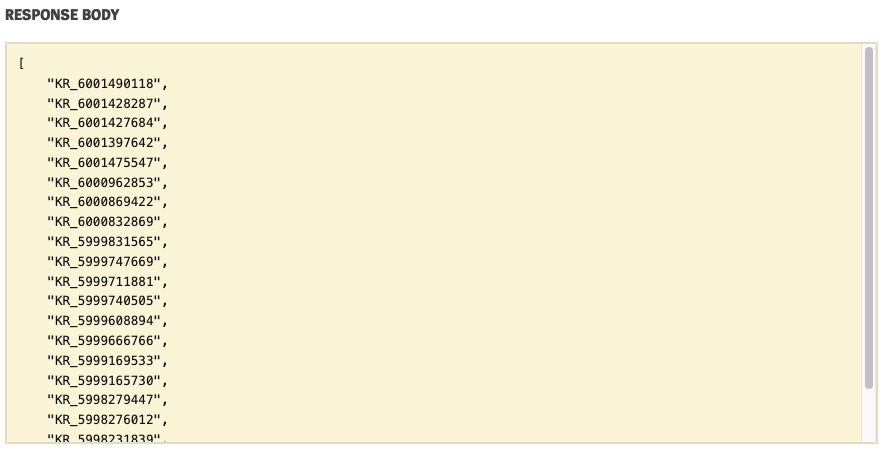 RESPONSE BODY
[
"KR_6001490118",
"KR_6001428287",
"KR_6001427684",
"KR_6001397642",
"KR_6001475547",
"KR_6000962853",
"KR_6000869422",
"KR_6000832869",
"KR_5999831565",
"KR_5999747669",
"KR_5999711881",
"KR_5999740505",
"KR_5999608894",
"KR_5999666766",
"KR_5999169533",
"KR_5999165730",
"KR_5998279447",
"KR_5998276012",
"KR_5998231839",